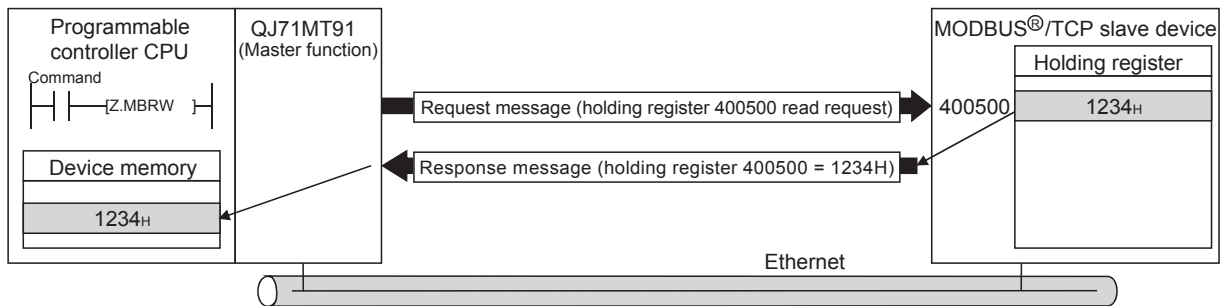 Programmable
controller CPU
Command
Z.MBRW
Device memory
1234H
QJ71MT91
(Master function)
Request message (holding register 400500 read request)
Response message (holding register 400500 = 1234H)
Ethernet
MODBUS®/TCP slave device
Holding register
400500
1234H